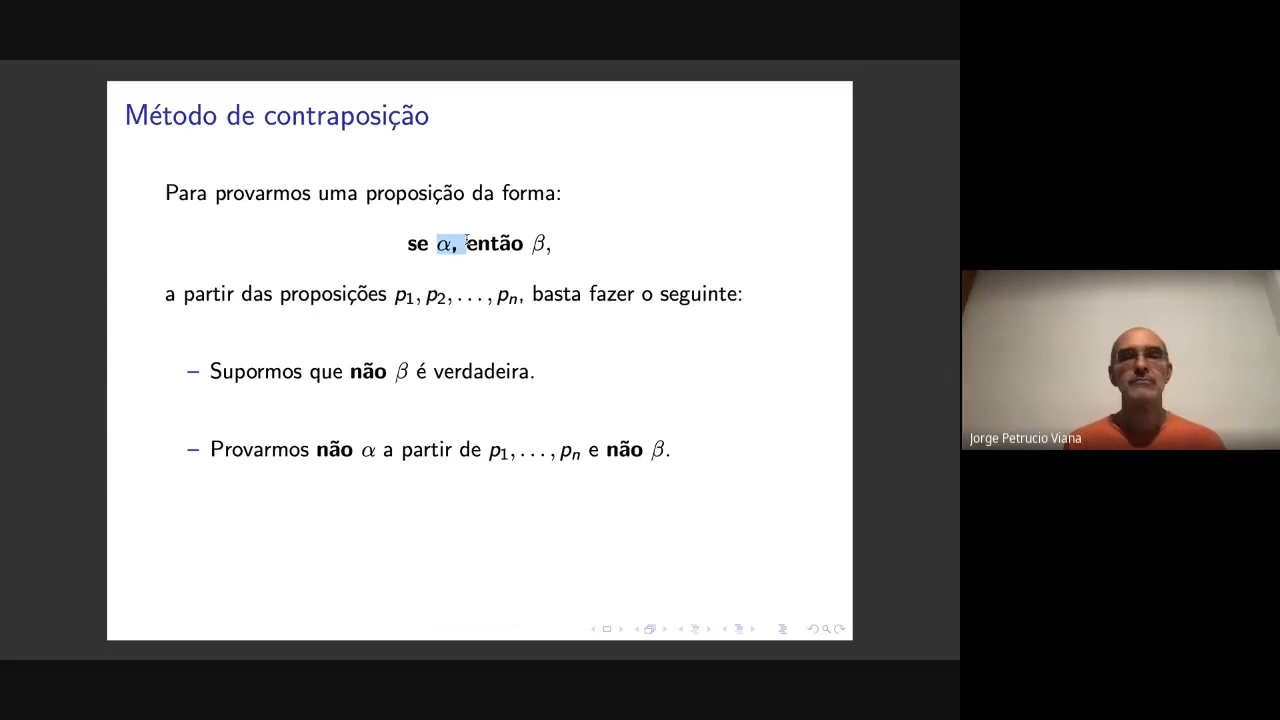 Método de contraposição
Para provarmos uma proposição da forma:
se α, então β,
a partir das proposições p₁, p₂, . . . , pₙ, basta fazer o seguinte:
– Supormos que não β é verdadeira.
– Provarmos não α a partir de p₁, . . . , pₙ e não β.
Jorge Petrucio Viana